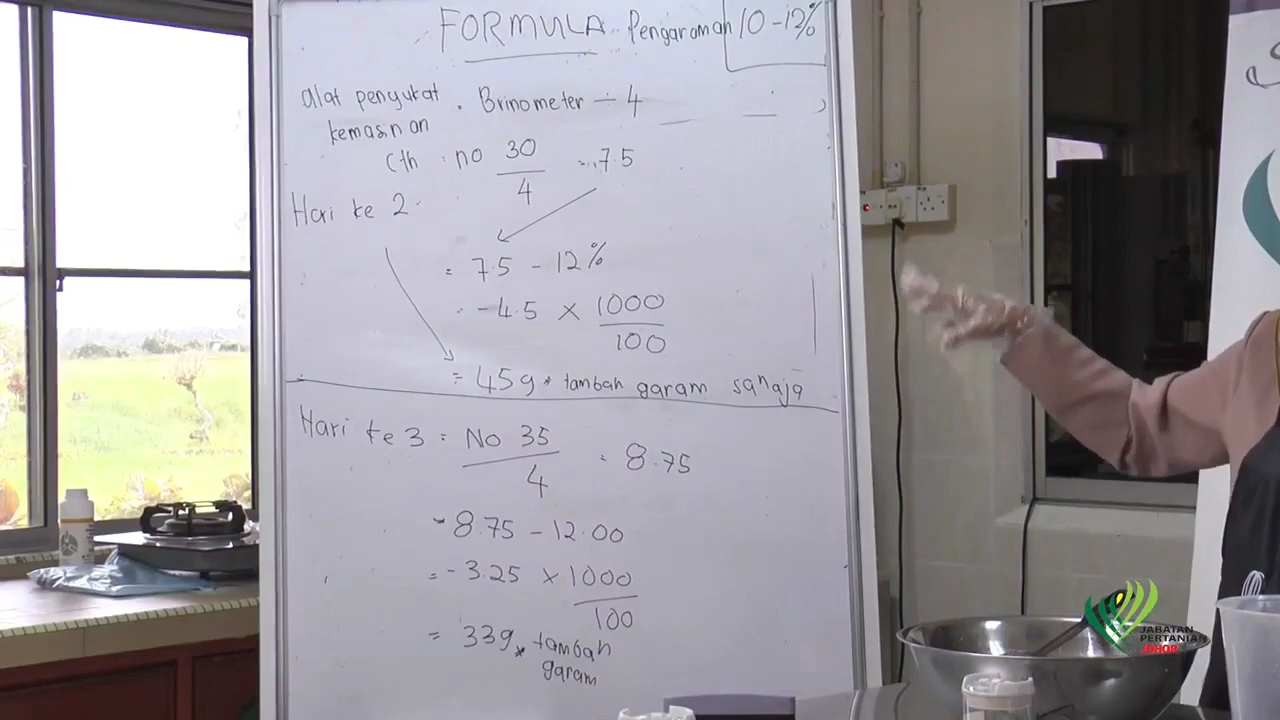 FORMULA Pengaraman 10 - 12%
alat penyukat . Brinometer ÷ 4
kemasinan
Cth : no 30/4 = 7.5
Hari ke 2.
= 7.5 - 12%
= -4.5 × 1000/100
= 45g * tambah garam sahaja
Hari ke 3 : No 35/4 = 8.75
= 8.75 - 12.00
= -3.25 × 1000/100
= 33g * tambah
garam
JABATAN
PERTANIAN
JOHOR